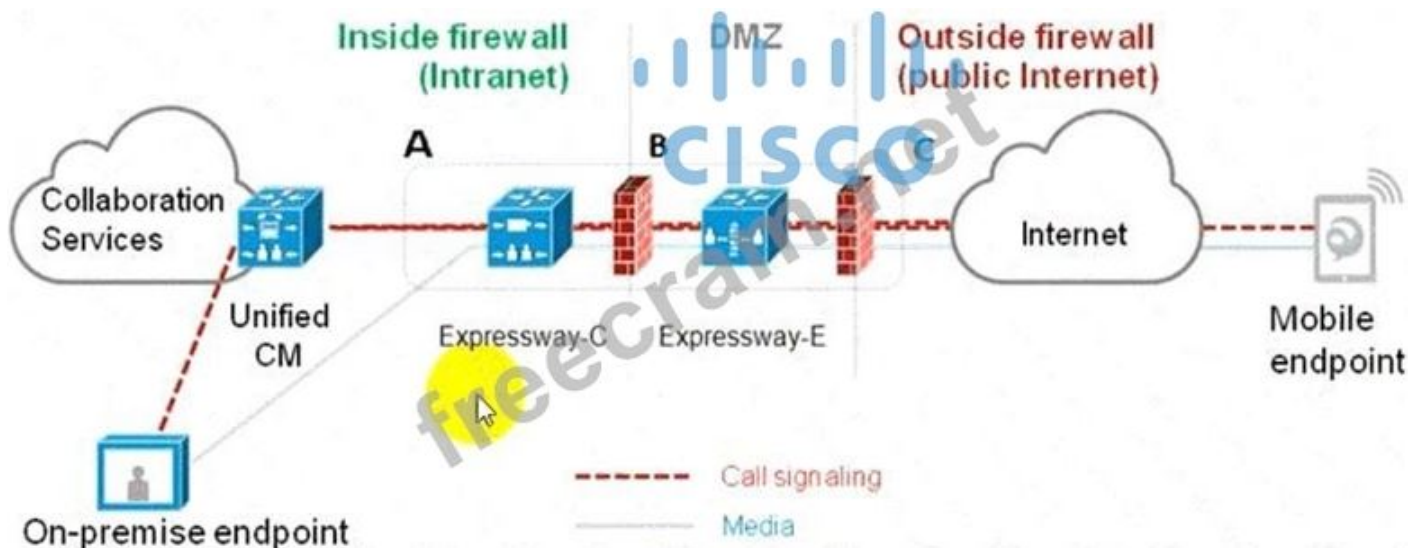 Inside firewall
(Intranet)
DMZ
Outside firewall
(public Internet)
CISCO
A
B
C
Collaboration
Services
Unified
CM
Expressway-C
Expressway-E
Internet
Mobile
endpoint
On-premise endpoint
Call signaling
Media
freecram.net